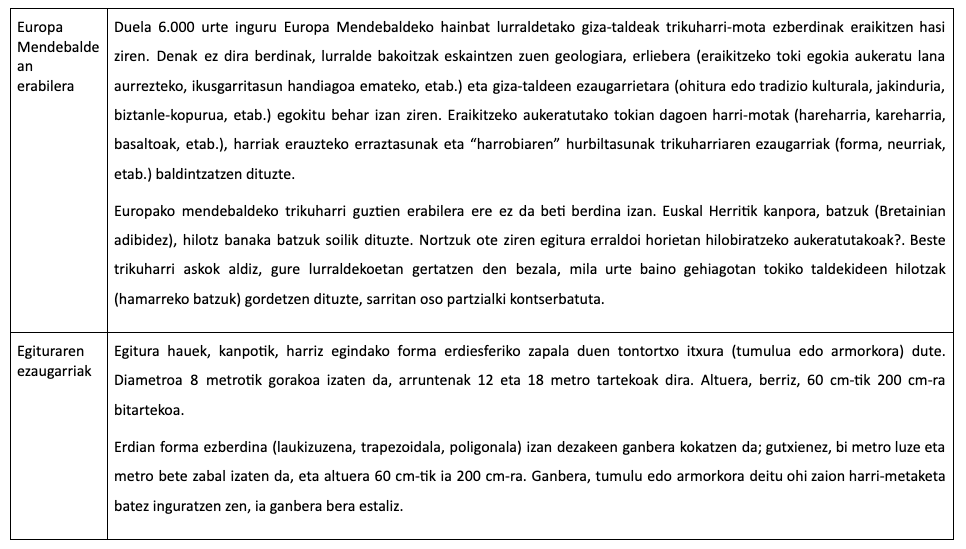 Europa
Mendebalde
an
erabilera
Duela 6.000 urte inguru Europa Mendebaldeko hainbat lurraldetako giza-taldeak trikuharri-mota ezberdinak eraikitzen hasi
ziren. Denak ez dira berdinak, lurralde bakoitzak eskaintzen zuen geologiara, erliebera (eraikitzeko toki egokia aukeratu lana
aurrezteko, ikusgarritasun handiagoa emateko, etab.) eta giza-taldeen ezaugarrietara (ohitura edo tradizio kulturala, jakinduria,
biztanle-kopurua, etab.) egokitu behar izan ziren. Eraikitzeko aukeratutako tokian dagoen harri-motak (hareharria, kareharria,
basaltoak, etab.), harriak erauzteko erraztasunak eta “harrobiaren” hurbiltasunak trikuharriaren ezaugarriak (forma, neurriak,
etab.) baldintzatzen dituzte.
Europako mendebaldeko trikuharri guztien erabilera ere ez da beti berdina izan. Euskal Herritik kanpora, batzuk (Bretainian
adibidez), hilotz banaka batzuk soilik dituzte. Nortzuk ote ziren egitura erraldoi horietan hilobiratzeko aukeratutakoak?. Beste
trikuharri askok aldiz, gure lurraldekoetan gertatzen den bezala, mila urte baino gehiagotan tokiko taldekideen hilotzak
(hamarreko batzuk) gordetzen dituzte, sarritan oso partzialki kontserbatuta.
Egituraren
ezaugarriak
Egitura hauek, kanpotik, harriz egindako forma erdiesferiko zapala duen tontortxo itxura (tumulua edo armorkora) dute.
Diametroa 8 metrotik gorakoa izaten da, arruntenak 12 eta 18 metro tartekoak dira. Altuera, berriz, 60 cm-tik 200 cm-ra
bitartekoa.
Erdian forma ezberdina (laukizuzena, trapezoidala, poligonala) izan dezakeen ganbera kokatzen da; gutxienez, bi metro luze eta
metro bete zabal izaten da, eta altuera 60 cm-tik ia 200 cm-ra. Ganbera, tumulu edo armorkora deitu ohi zaion harri-metaketa
batez inguratzen zen, ia ganbera bera estaliz.